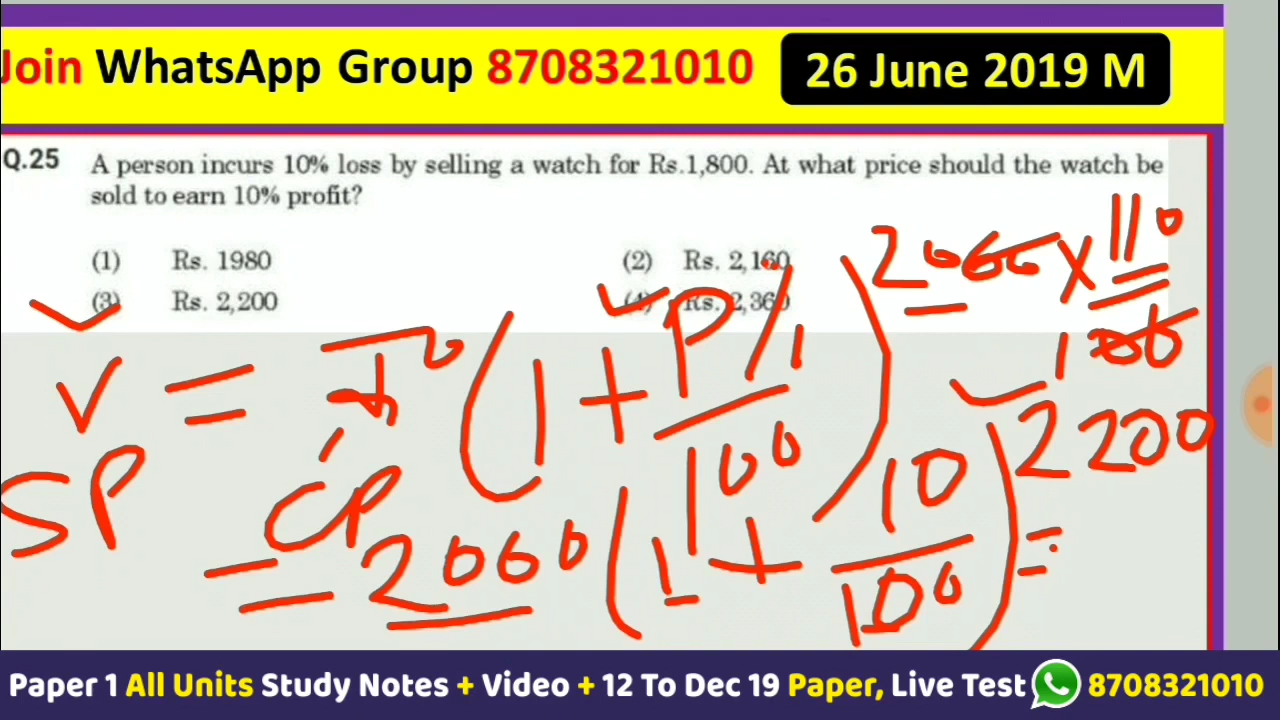 Join WhatsApp Group 8708321010 26 June 2019 M
Q.25 A person incurs 10% loss by selling a watch for Rs.1,800. At what price should the watch be
sold to earn 10% profit?
(1) Rs. 1980 (2) Rs. 2,160
(3) Rs. 2,200 (4) Rs. 2,360
2000 × 110
100
V = (1 + P/100)
2200
SP CP
= 2000 (1 + 10/100) =
Paper 1 All Units Study Notes + Video + 12 To Dec 19 Paper, Live Test 8708321010